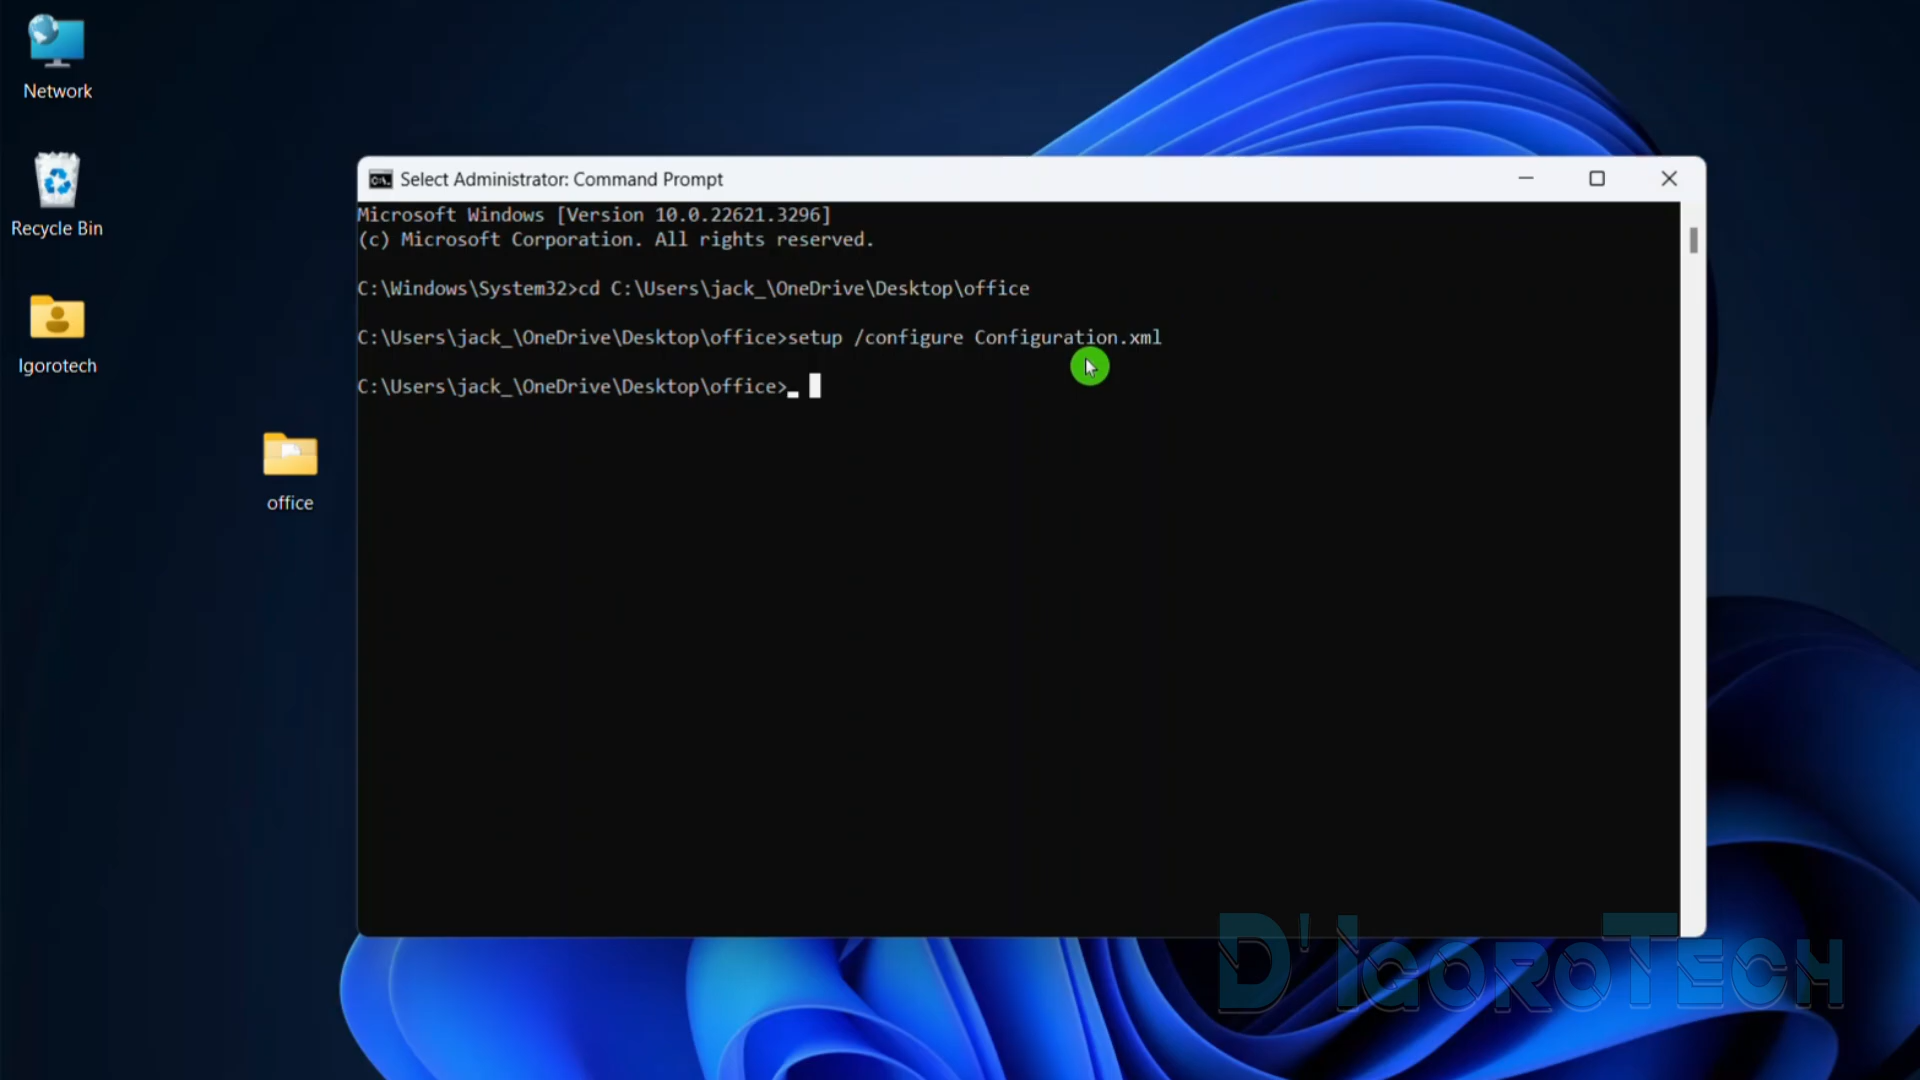 Network
Recycle Bin
Igorotech
office
Select Administrator: Command Prompt
Microsoft Windows [Version 10.0.22621.3296]
(c) Microsoft Corporation. All rights reserved.
C:\Windows\System32>cd C:\Users\jack_\OneDrive\Desktop\office
C:\Users\jack_\OneDrive\Desktop\office>setup /configure Configuration.xml
C:\Users\jack_\OneDrive\Desktop\office>_
D'IGOROTECH